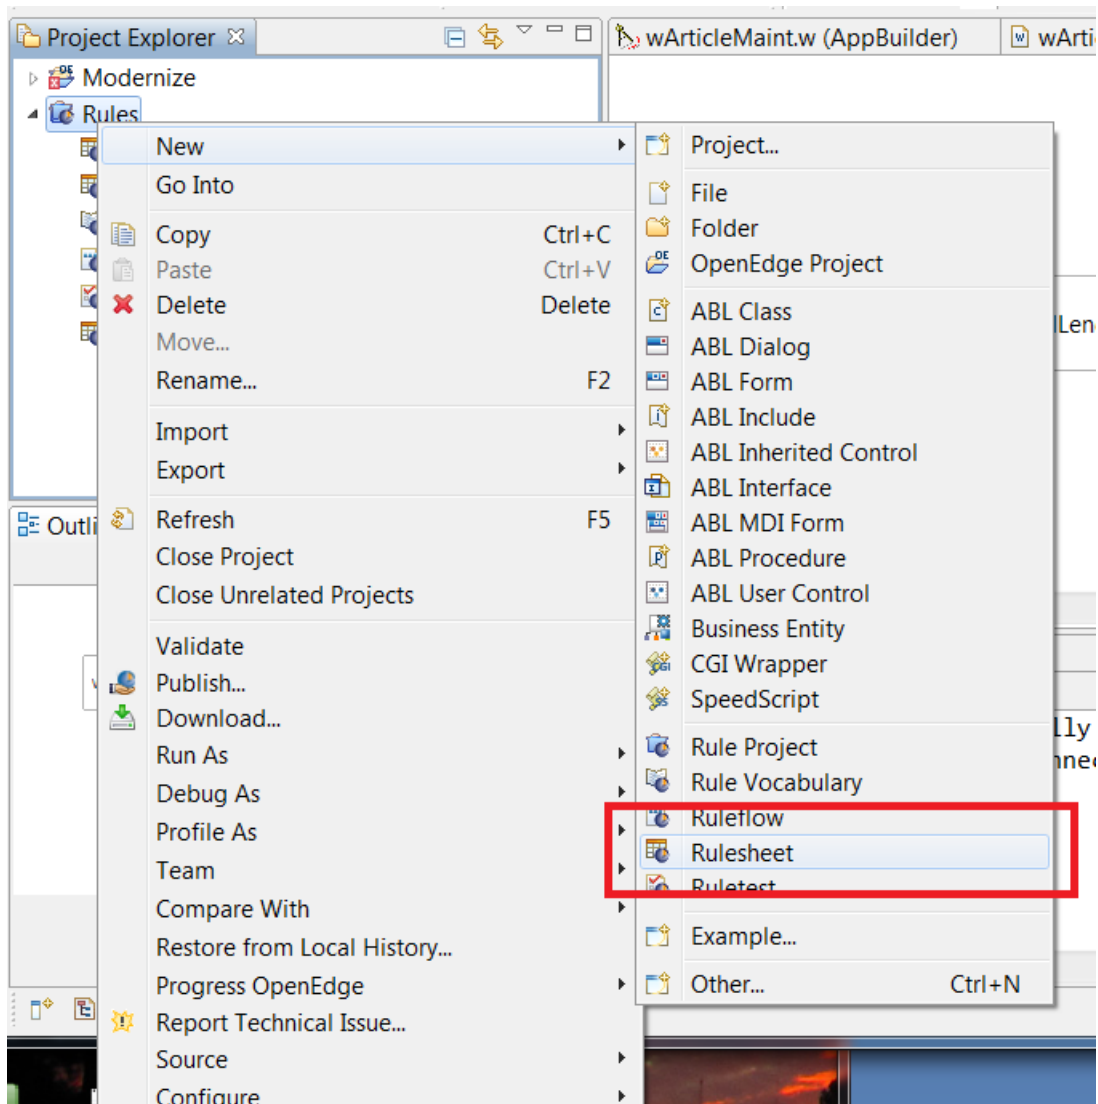 Project Explorer
wArticleMaint.w (AppBuilder)
wArti
Modernize
Rules
New
Go Into
Copy Ctrl+C
Paste Ctrl+V
Delete Delete
Move...
Rename... F2
Import
Export
Refresh F5
Close Project
Close Unrelated Projects
Validate
Publish...
Download...
Run As
Debug As
Profile As
Team
Compare With
Restore from Local History...
Progress OpenEdge
Report Technical Issue...
Source
Configure
Project...
File
Folder
OpenEdge Project
ABL Class
ABL Dialog
ABL Form
ABL Include
ABL Inherited Control
ABL Interface
ABL MDI Form
ABL Procedure
ABL User Control
Business Entity
CGI Wrapper
SpeedScript
Rule Project
Rule Vocabulary
Ruleflow
Rulesheet
Ruletest
Example...
Other... Ctrl+N
Outli
lly